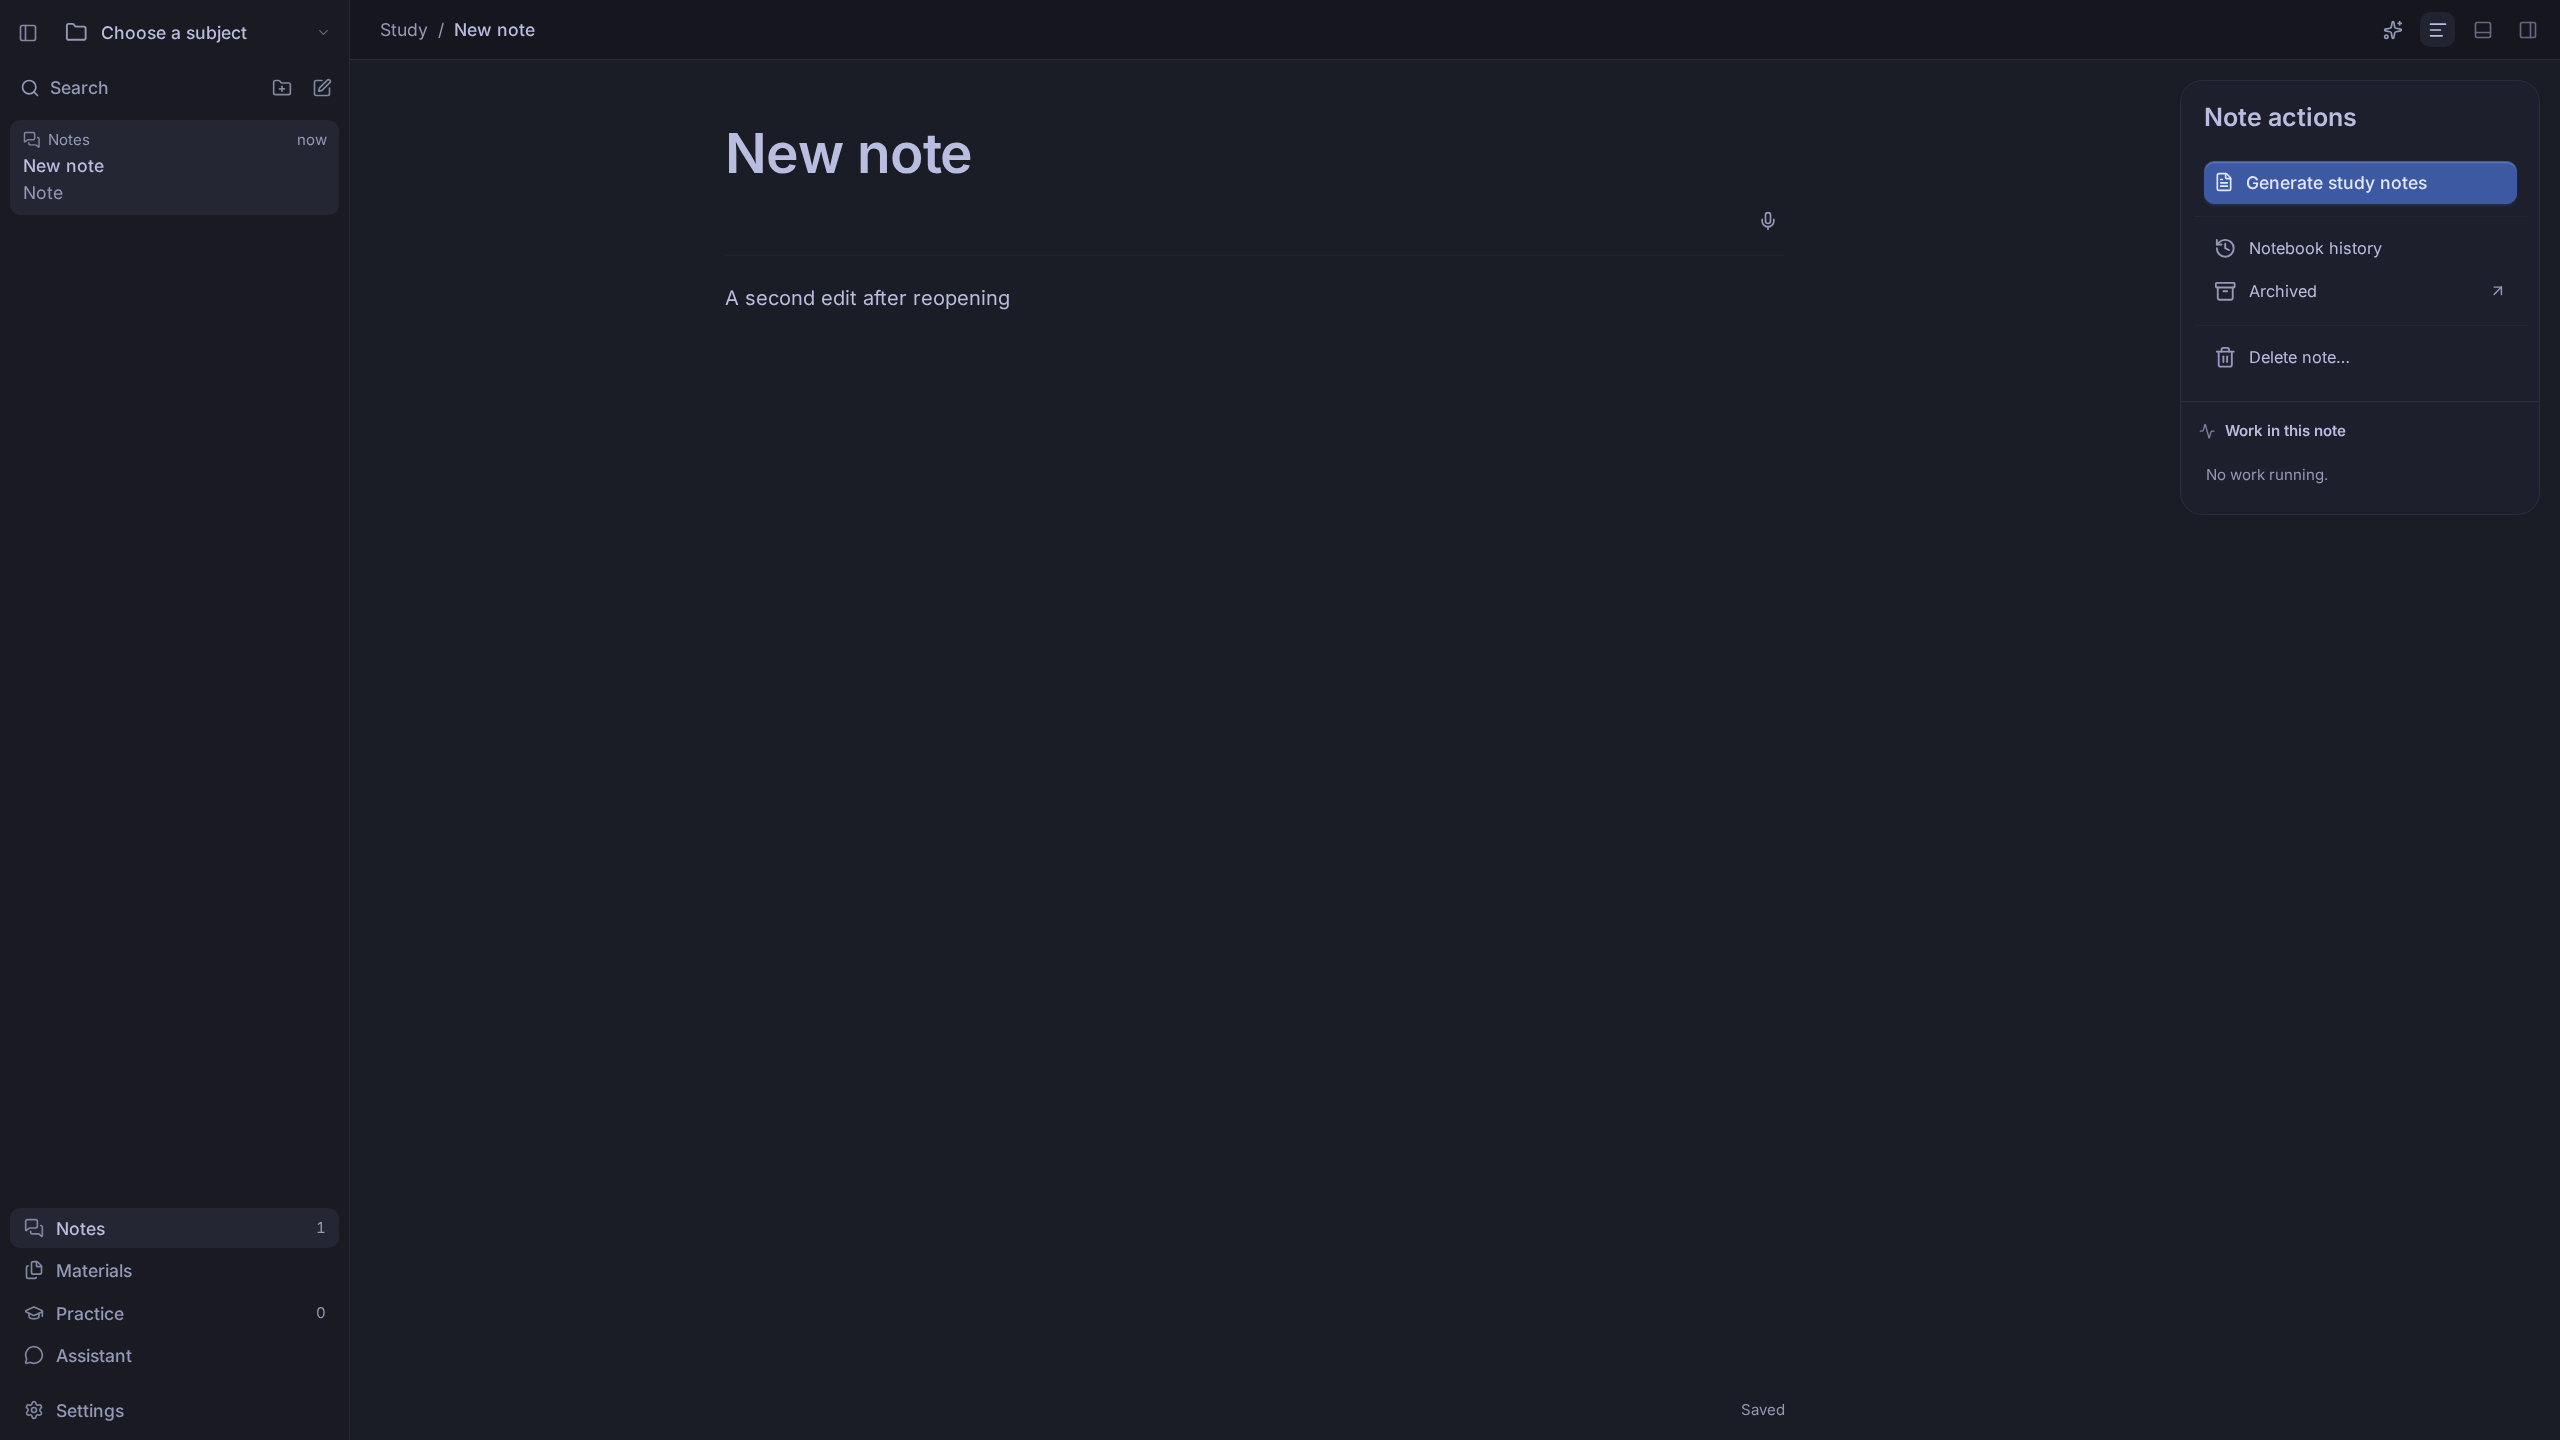 Choose a subject
Search
Notes now
New note
Note
Notes 1
Materials
Practice 0
Assistant
Settings
Study / New note
New note
A second edit after reopening
Saved
Note actions
Generate study notes
Notebook history
Archived
Delete note...
Work in this note
No work running.